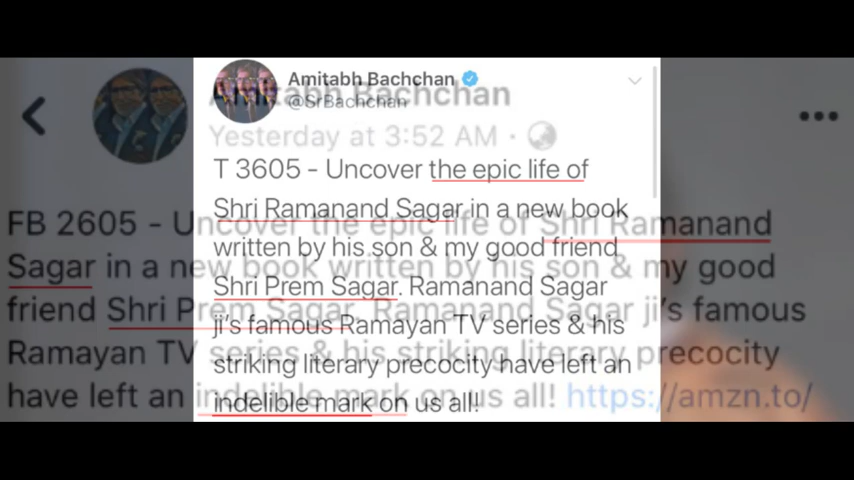 Amitabh Bachchan
@SrBachchan
T 3605 - Uncover the epic life of
Shri Ramanand Sagar in a new book
written by his son & my good friend
Shri Prem Sagar. Ramanand Sagar
ji's famous Ramayan TV series & his
striking literary precocity have left an
indelible mark on us all!
Amitabh Bachchan
Yesterday at 3:52 AM ·
FB 2605 - Uncover the epic life of Shri Ramanand
Sagar in a new book written by his son & my good
friend Shri Prem Sagar. Ramanand Sagar ji's famous
Ramayan TV series & his striking literary precocity
have left an indelible mark on us all! https://amzn.to/